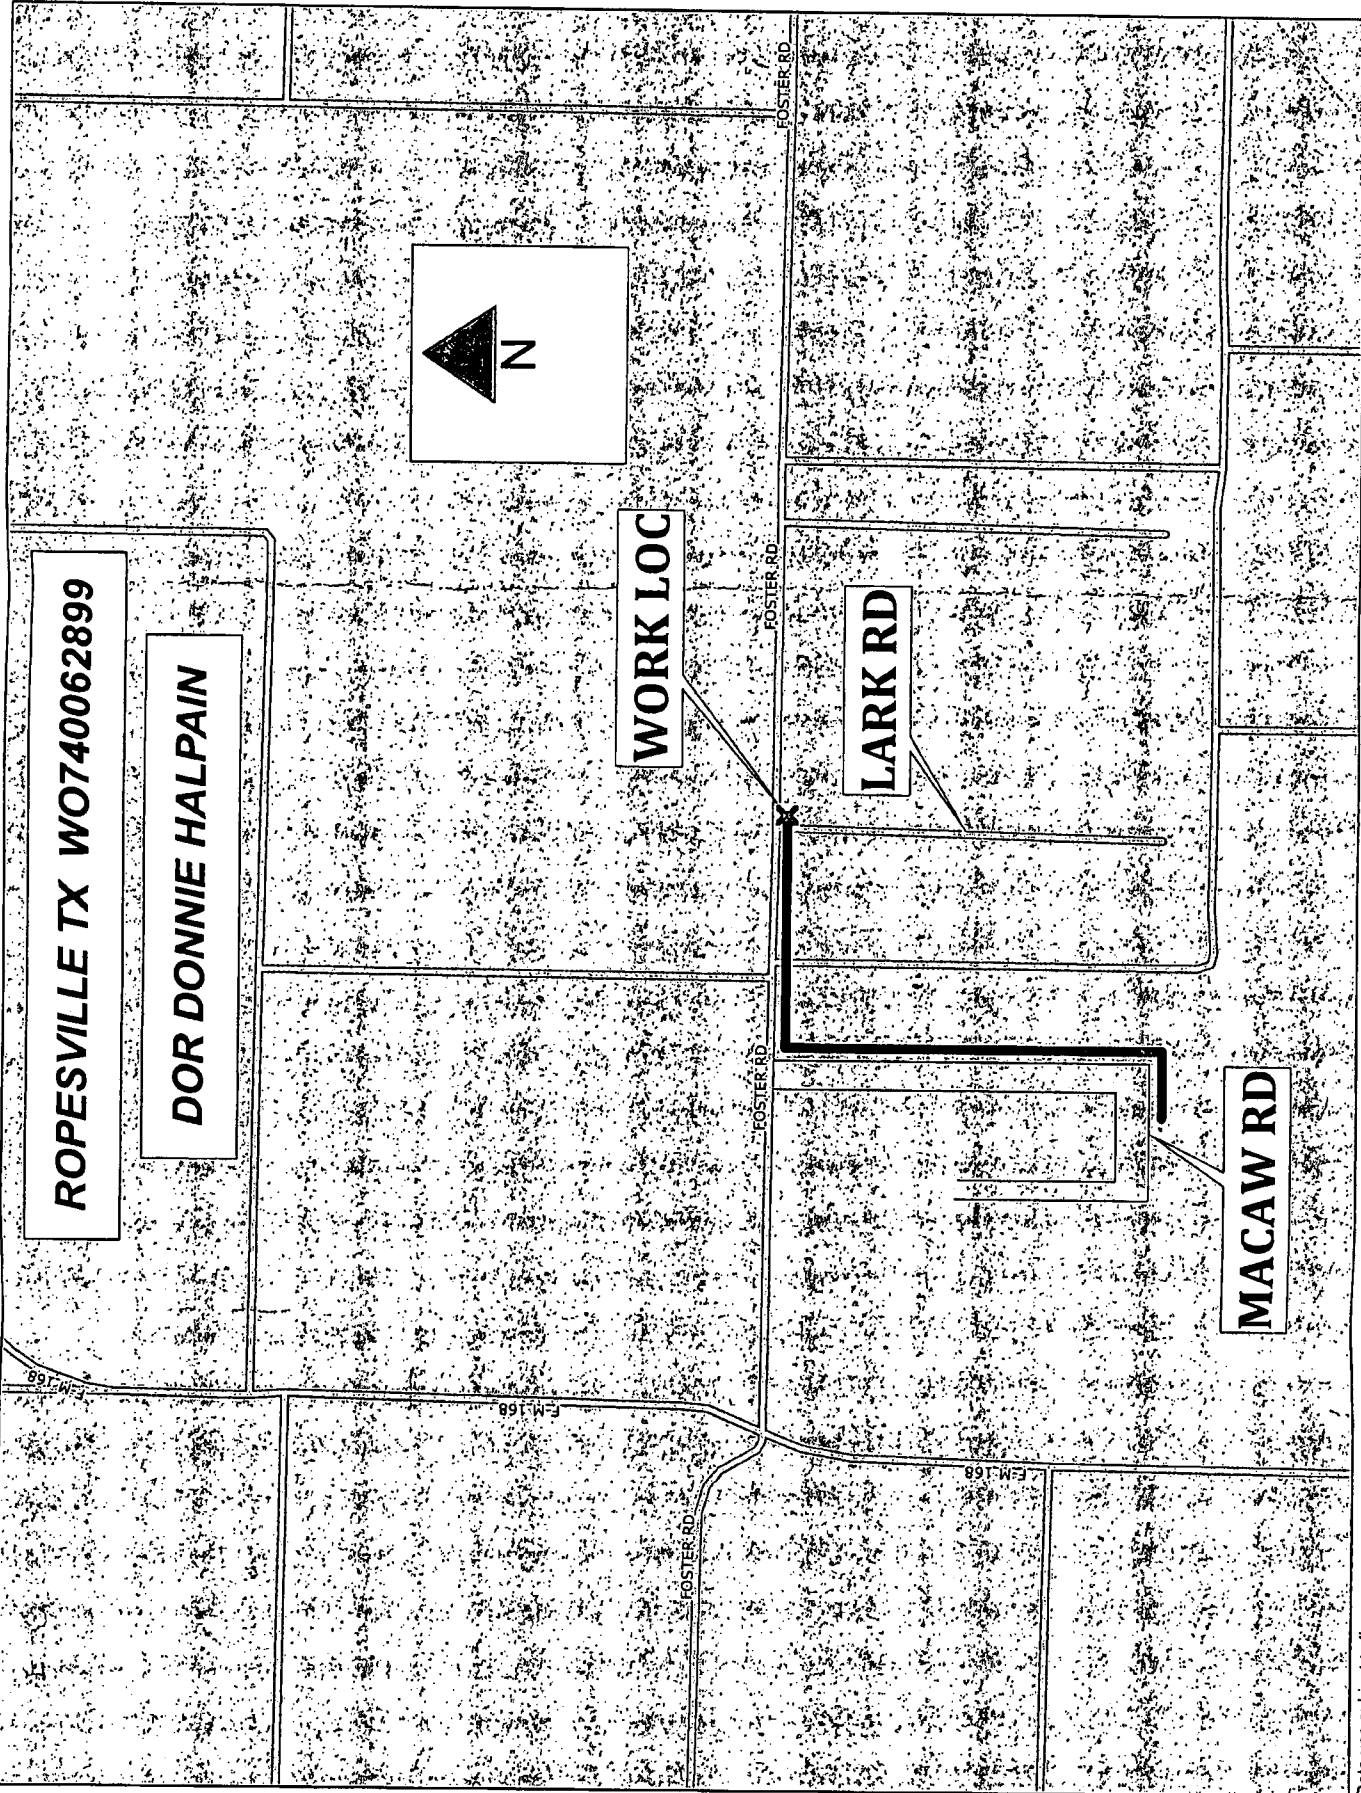 ROPESVILLE TX WO740062899
DOR DONNIE HALPAIN
N
WORK LOC
LARK RD
MACAW RD
FOSTER RD
FOSTER RD
FOSTER RD
FOSTER RD
F-M 168
F-M 168
F-M 168